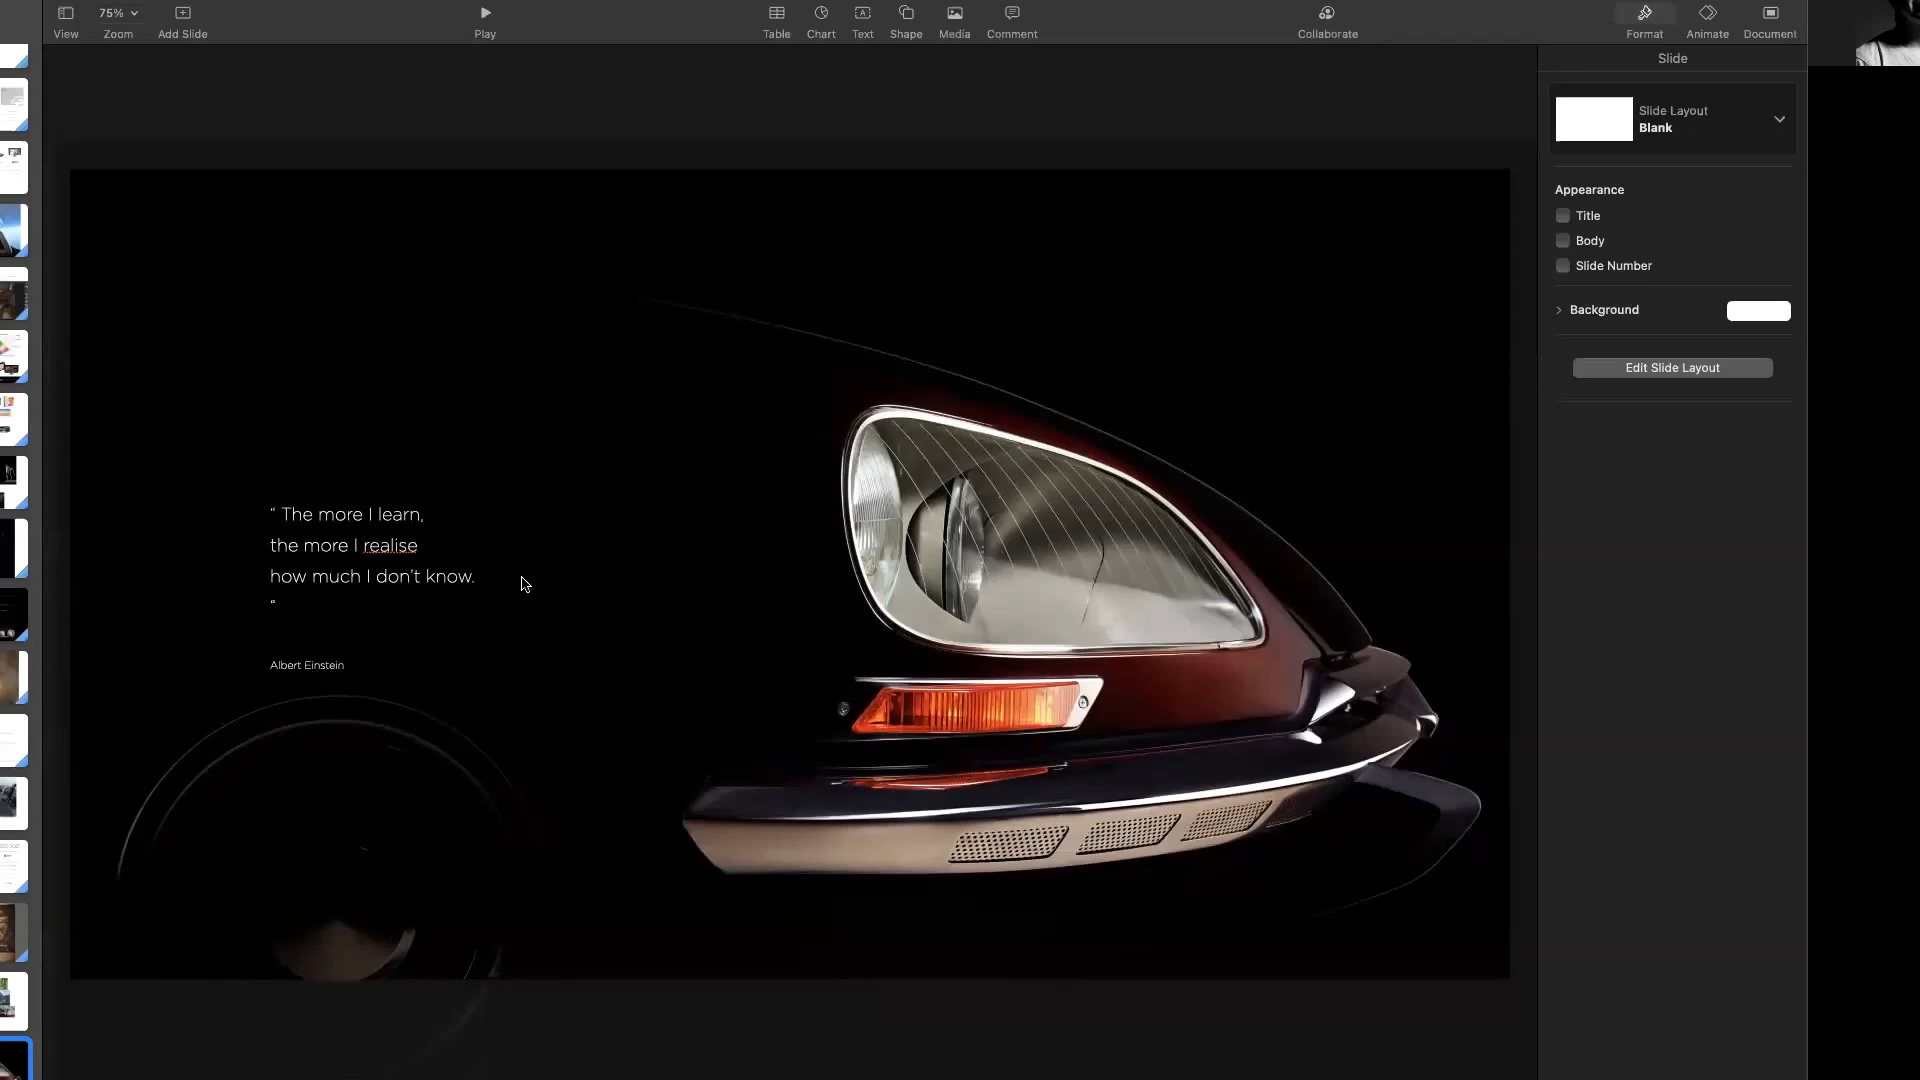 75%
View
Zoom
Add Slide
Play
Table
Chart
Text
Shape
Media
Comment
Collaborate
Format
Animate
Document
Slide
Slide Layout
Blank
Appearance
Title
Body
Slide Number
Background
Edit Slide Layout
“ The more I learn,
the more I realise
how much I don’t know.
“
Albert Einstein